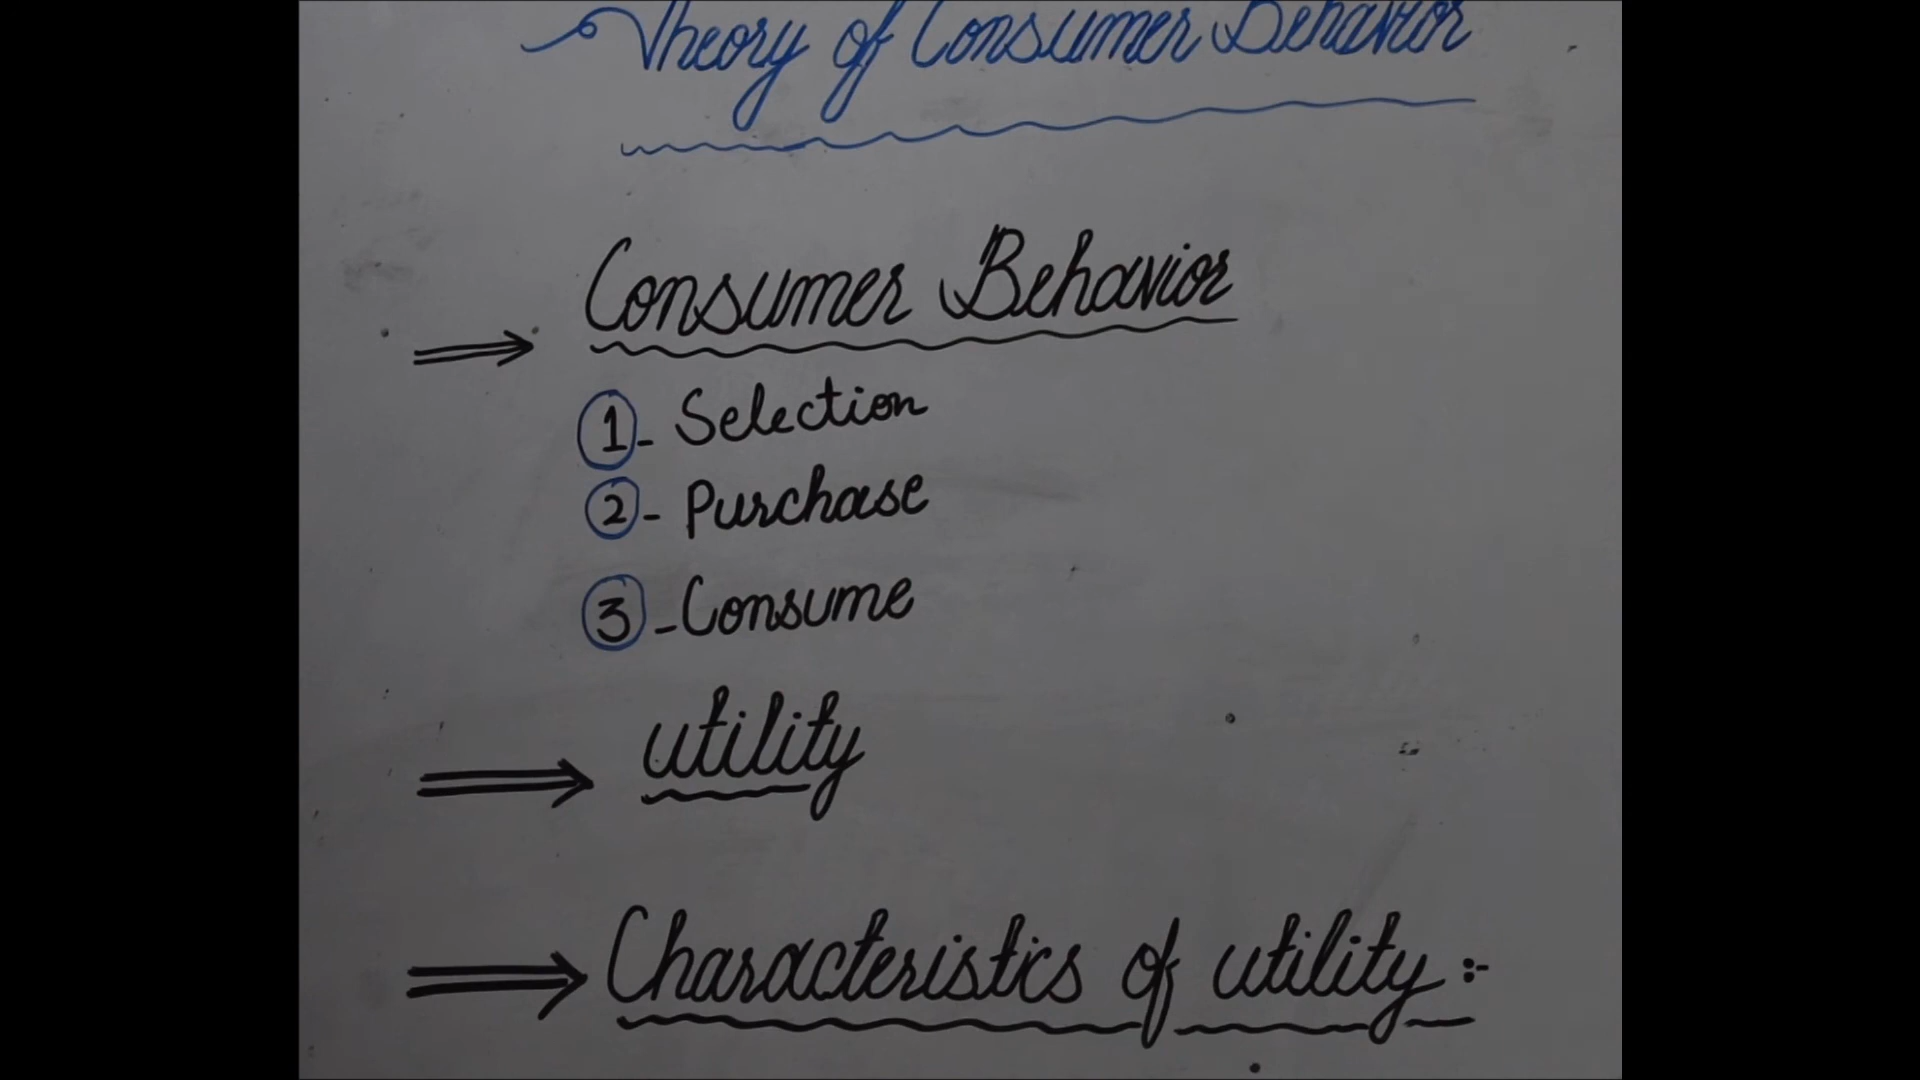 Theory of Consumer Behavior
⇒ Consumer Behavior
① - Selection
② - Purchase
③ - Consume
⇒ utility
⇒ Characteristics of utility :-